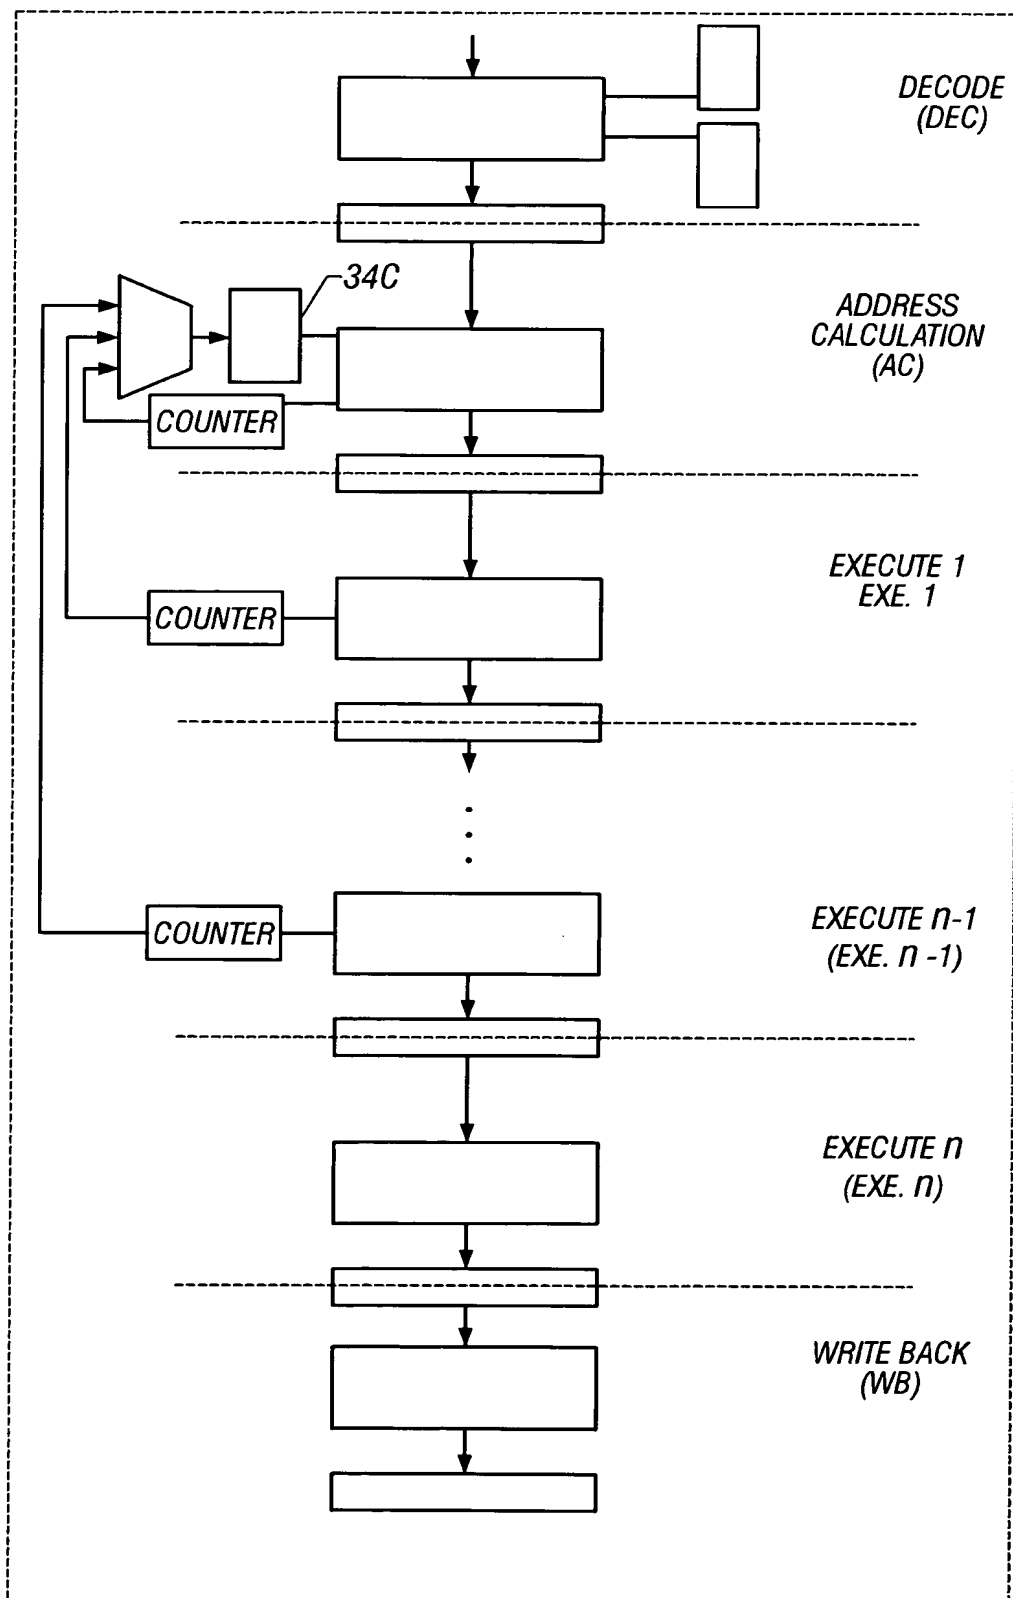 DECODE
(DEC)
34C
ADDRESS
CALCULATION
(AC)
COUNTER
EXECUTE 1
EXE. 1
COUNTER
EXECUTE n-1
(EXE. n -1)
COUNTER
EXECUTE n
(EXE. n)
WRITE BACK
(WB)